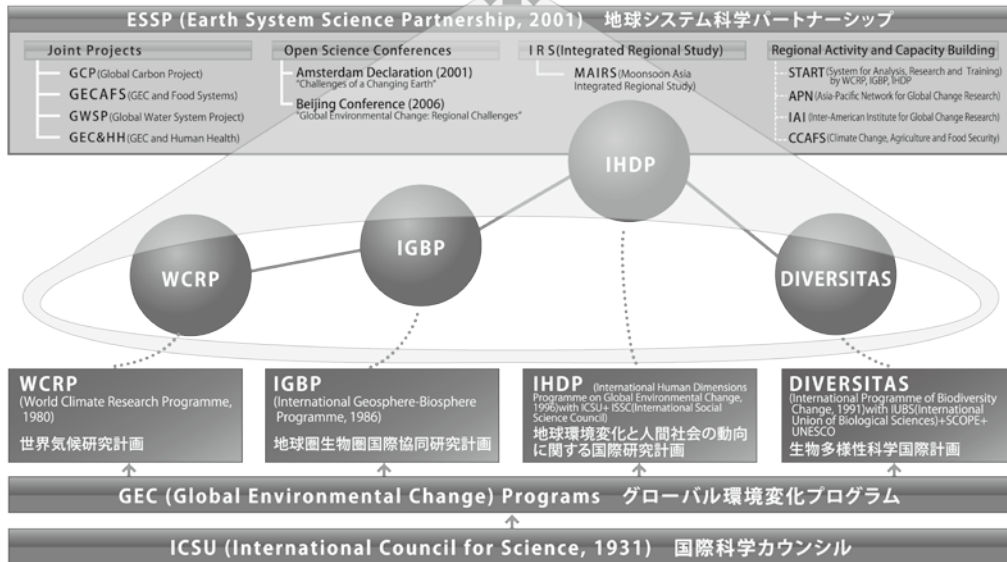 ESSP (Earth System Science Partnership, 2001) 地球システム科学パートナーシップ
Joint Projects
GCP (Global Carbon Project)
GECAFS (GEC and Food Systems)
GWSP (Global Water System Project)
GEC&HH (GEC and Human Health)
Open Science Conferences
Amsterdam Declaration (2001)
"Challenges of a Changing Earth"
Beijing Conference (2006)
"Global Environmental Change: Regional Challenges"
IRS(Integrated Regional Study)
MAIRS (Moonsoon Asia
Integrated Regional Study)
Regional Activity and Capacity Building
START (System for Analysis, Research and Training)
by WCRP, IGBP, IHDP
APN (Asia-Pacific Network for Global Change Research)
IAI (Inter-American Institute for Global Change Research)
CCAFS (Climate Change, Agriculture and Food Security)
WCRP
IGBP
IHDP
DIVERSITAS
WCRP
(World Climate Research Programme,
1980)
世界気候研究計画
IGBP
(International Geosphere-Biosphere
Programme, 1986)
地球圏生物圏国際協同研究計画
IHDP (International Human Dimensions
Programme on Global Environmental Change,
1996)with ICSU+ ISSC(International Social
Science Council)
地球環境変化と人間社会の動向
に関する国際研究計画
DIVERSITAS
(International Programme of Biodiversity
Change, 1991)with IUBS(International
Union of Biological Sciences)+SCOPE+
UNESCO
生物多様性科学国際計画
GEC (Global Environmental Change) Programs グローバル環境変化プログラム
ICSU (International Council for Science, 1931) 国際科学カウンシル